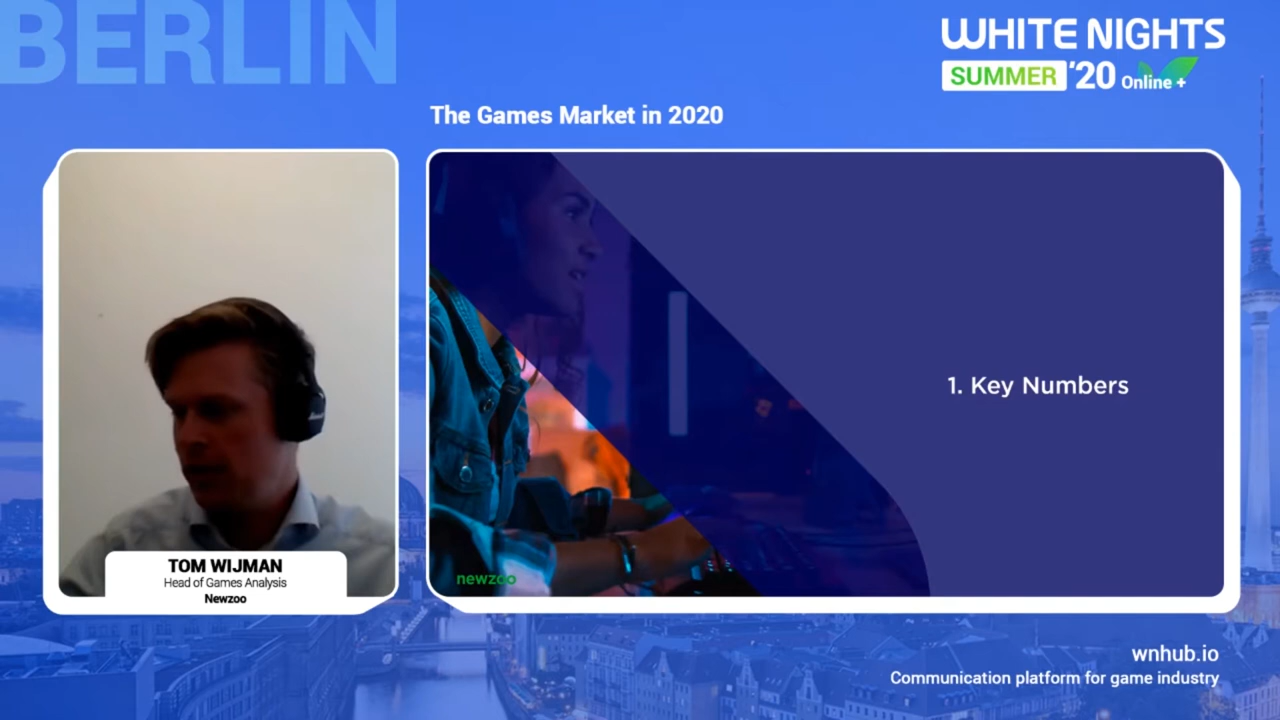 BERLIN
WHITE NIGHTS
SUMMER '20 Online +
The Games Market in 2020
1. Key Numbers
newzoo
TOM WIJMAN
Head of Games Analysis
Newzoo
wnhub.io
Communication platform for game industry